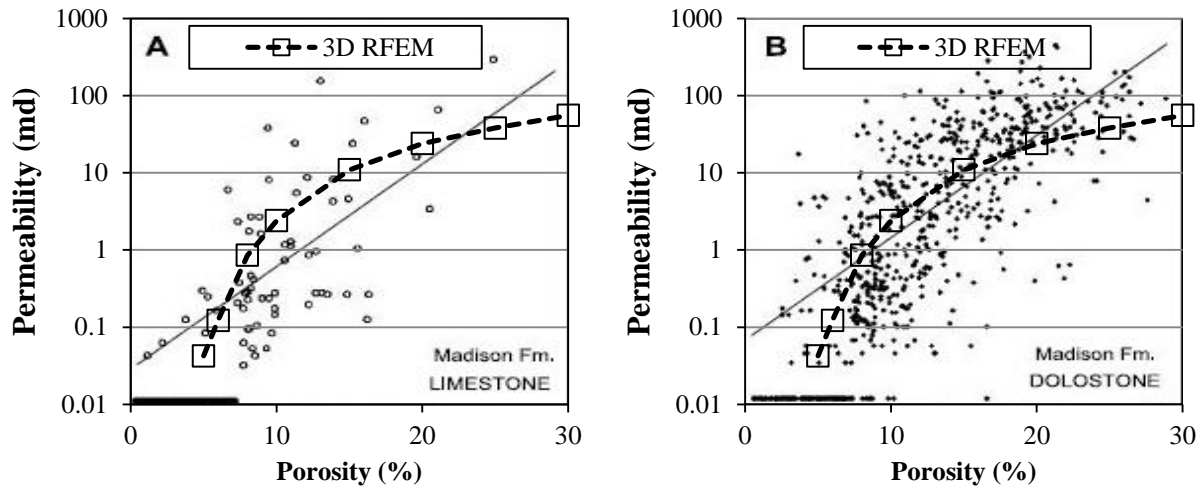 A
3D RFEM
1000
100
10
1
0.1
0.01
Permeability (md)
Madison Fm.
LIMESTONE
0 10 20 30
Porosity (%)
B
3D RFEM
1000
100
10
1
0.1
0.01
Permeability (md)
Madison Fm.
DOLOSTONE
0 10 20 30
Porosity (%)